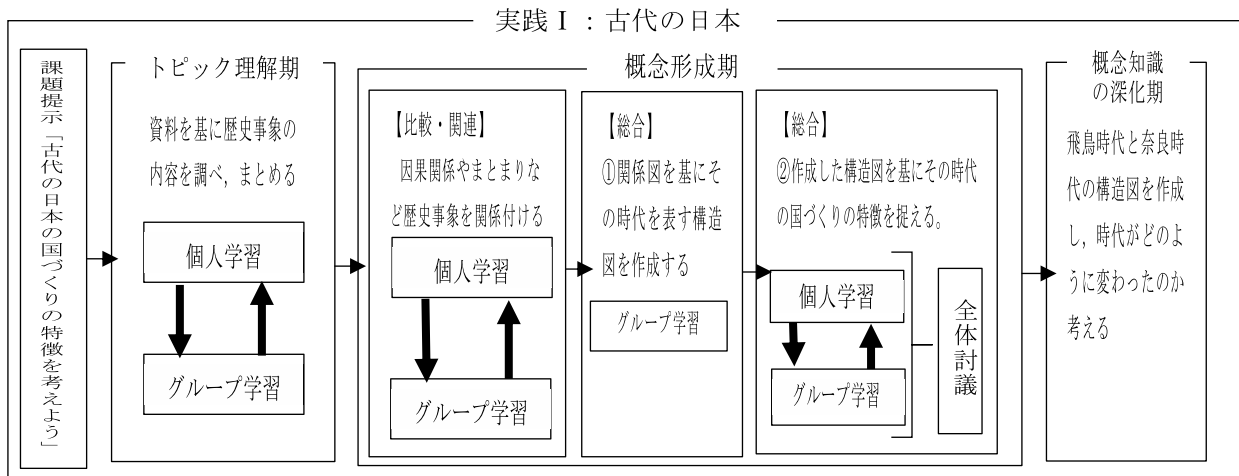 実践Ⅰ：古代の日本
課題提示「古代の日本の国づくりの特徴を考えよう」
トピック理解期
資料を基に歴史事象の
内容を調べ，まとめる
個人学習
グループ学習
概念形成期
【比較・関連】
因果関係やまとまりな
ど歴史事象を関係付ける
個人学習
グループ学習
【総合】
①関係図を基にそ
の時代を表す構造
図を作成する
グループ学習
【総合】
②作成した構造図を基にその時代
の国づくりの特徴を捉える。
個人学習
グループ学習
全体討議
概念知識
の深化期
飛鳥時代と奈良時
代の構造図を作成
し，時代がどのよ
うに変わったのか
考える